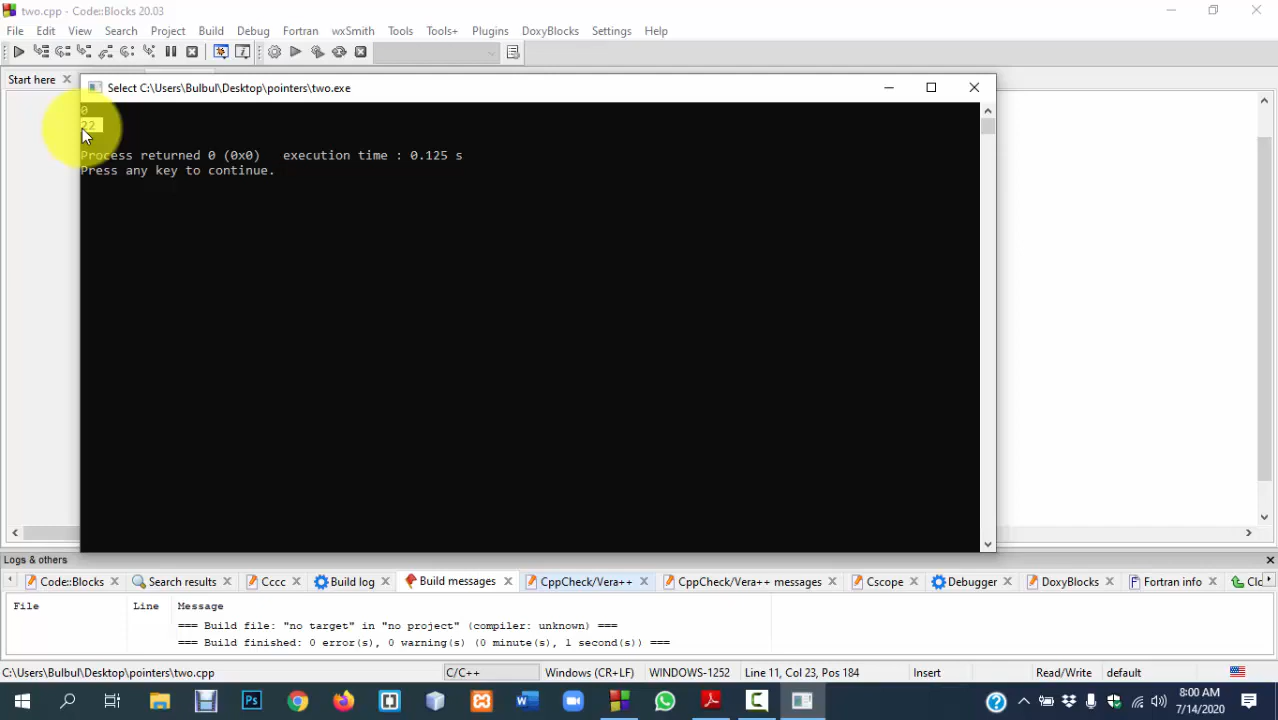 two.cpp - Code::Blocks 20.03
File Edit View Search Project Build Debug Fortran wxSmith Tools Tools+ Plugins DoxyBlocks Settings Help
Start here
Select C:\Users\Bulbul\Desktop\pointers\two.exe
0
22
Process returned 0 (0x0)   execution time : 0.125 s
Press any key to continue.
Logs & others
Code::Blocks Search results Cccc Build log Build messages CppCheck/Vera++ CppCheck/Vera++ messages Cscope Debugger DoxyBlocks Fortran info Clo
File Line Message
=== Build file: "no target" in "no project" (compiler: unknown) ===
=== Build finished: 0 error(s), 0 warning(s) (0 minute(s), 1 second(s)) ===
C:\Users\Bulbul\Desktop\pointers\two.cpp C/C++ Windows (CR+LF) WINDOWS-1252 Line 11, Col 23, Pos 184 Insert Read/Write default
8:00 AM
7/14/2020